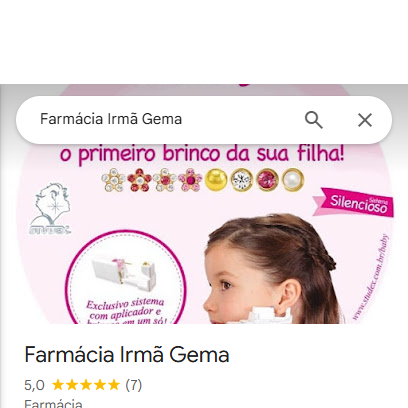 Farmácia Irmã Gema
o primeiro brinco da sua filha!
Sistema
Silencioso
STUDEX
Exclusivo sistema
com aplicador e
www.studex.com.br/baby
Farmácia Irmã Gema
5,0 (7)
Farmácia